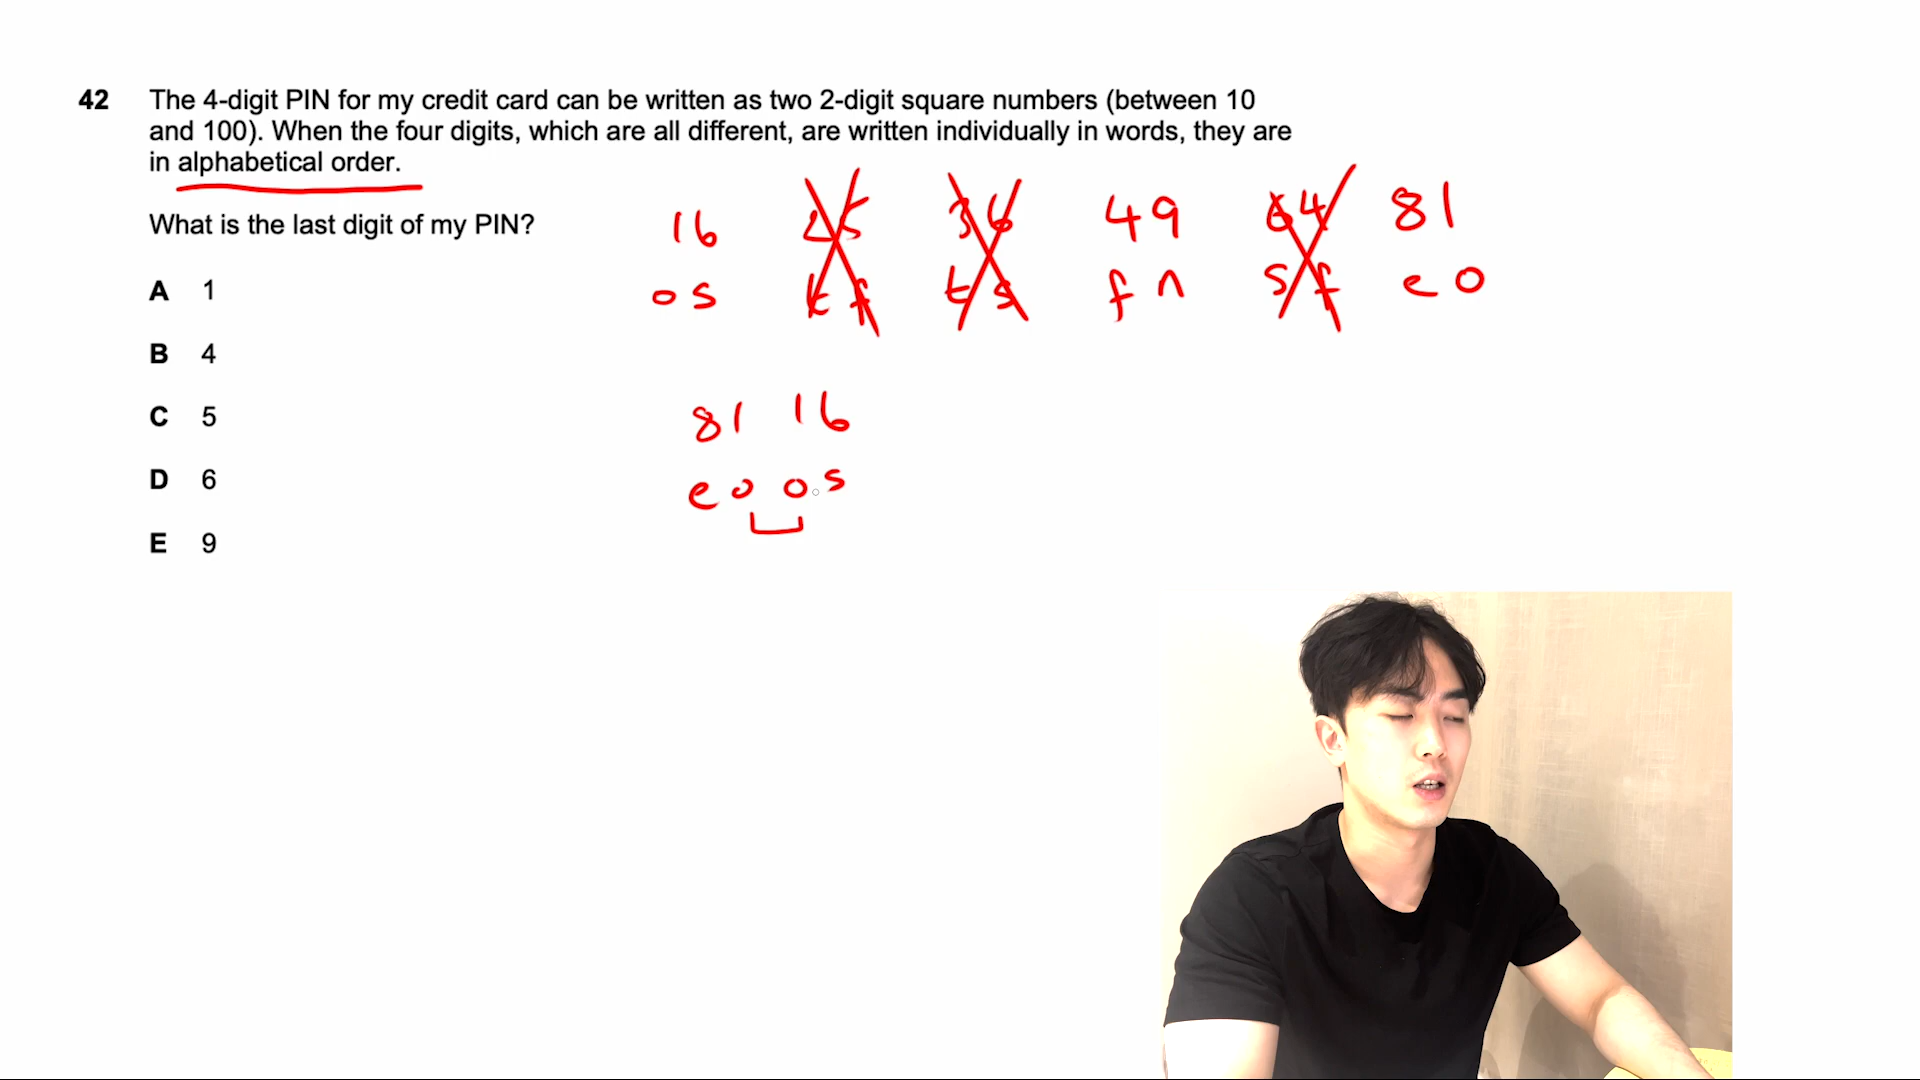 42 The 4-digit PIN for my credit card can be written as two 2-digit square numbers (between 10
and 100). When the four digits, which are all different, are written individually in words, they are
in alphabetical order.
What is the last digit of my PIN?
16 25 36 49 64 81
o s t f t s f n s f e o
A 1
B 4
C 5
D 6
E 9
81 16
e o o s